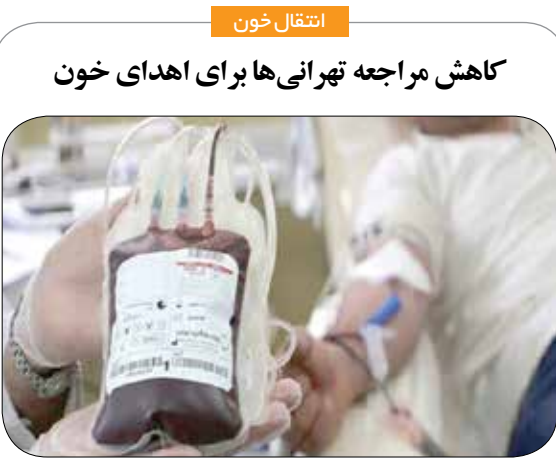 انتقال خون
کاهش مراجعه تهرانی‌ها برای اهدای خون